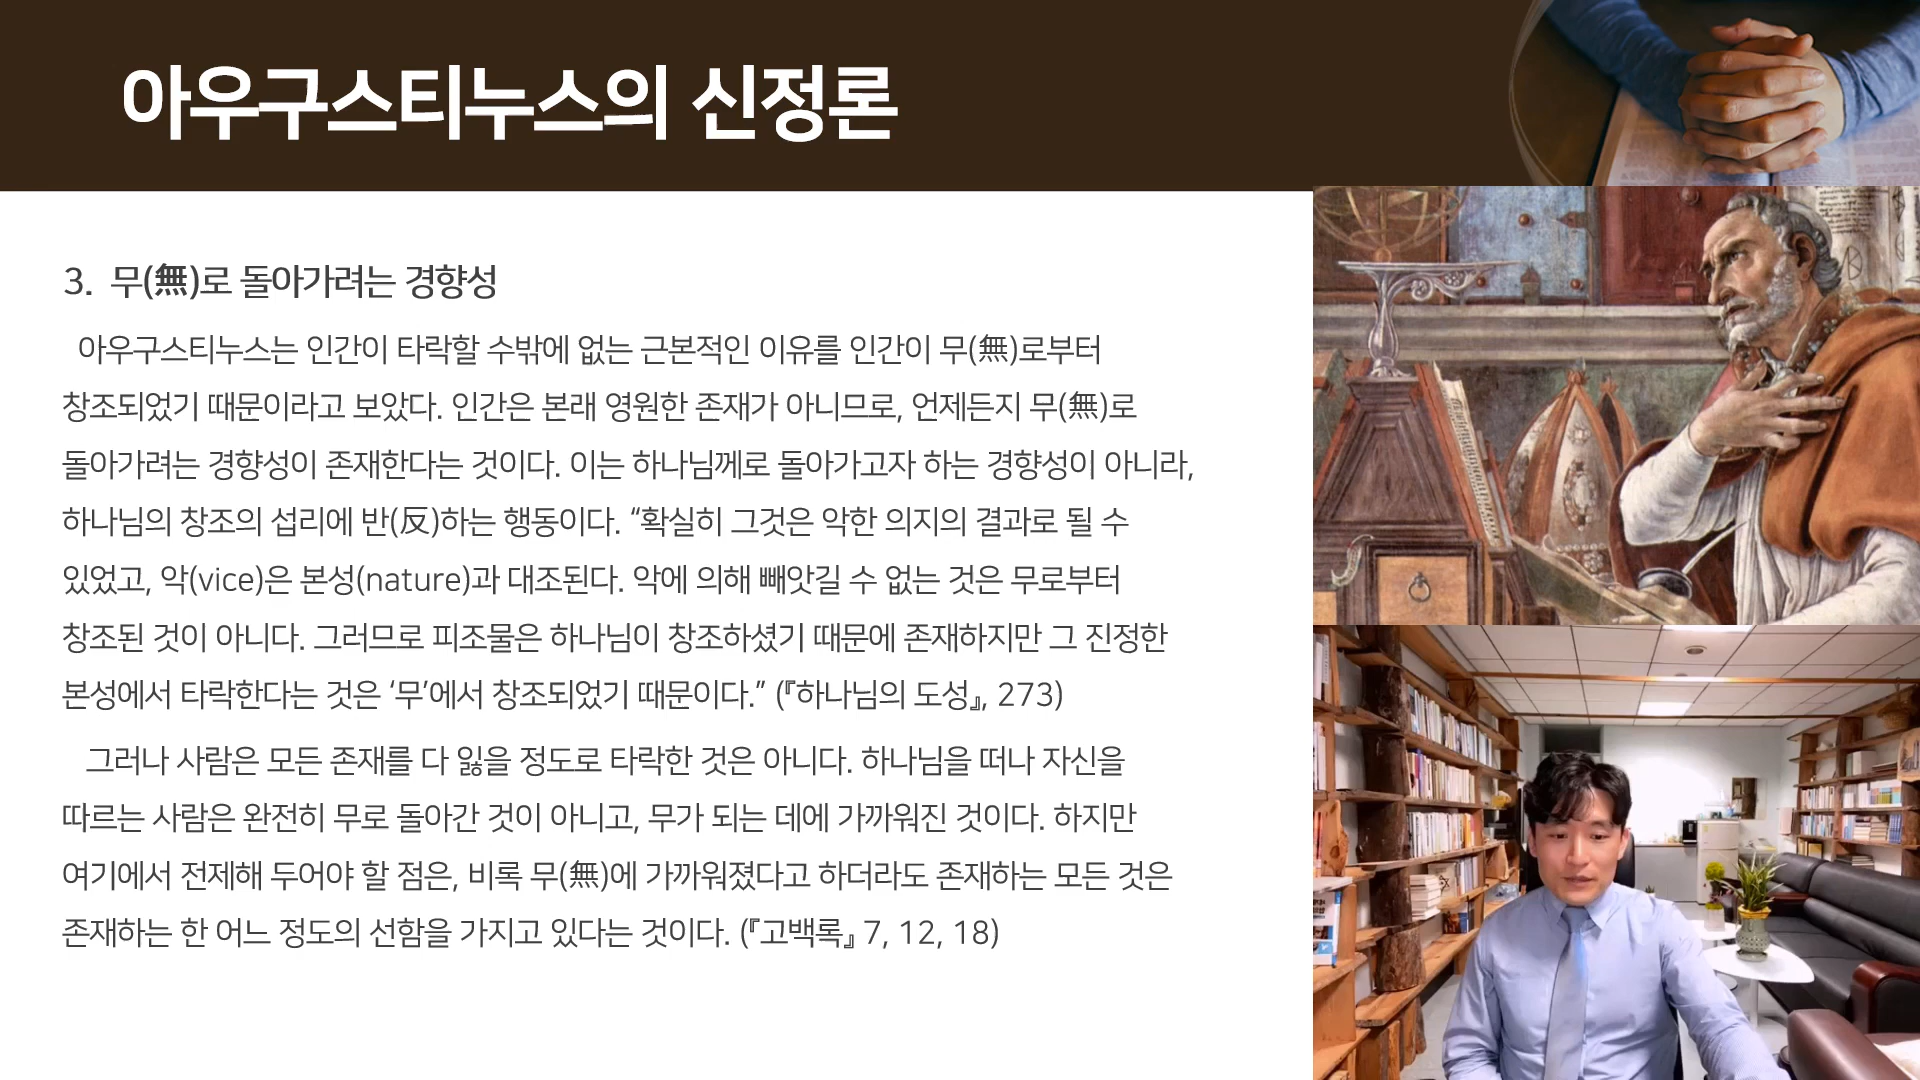 아우구스티누스의 신정론
3. 무(無)로 돌아가려는 경향성
아우구스티누스는 인간이 타락할 수밖에 없는 근본적인 이유를 인간이 무(無)로부터
창조되었기 때문이라고 보았다. 인간은 본래 영원한 존재가 아니므로, 언제든지 무(無)로
돌아가려는 경향성이 존재한다는 것이다. 이는 하나님께로 돌아가고자 하는 경향성이 아니라,
하나님의 창조의 섭리에 반(反)하는 행동이다. “확실히 그것은 악한 의지의 결과로 될 수
있었고, 악(vice)은 본성(nature)과 대조된다. 악에 의해 빼앗길 수 없는 것은 무로부터
창조된 것이 아니다. 그러므로 피조물은 하나님이 창조하셨기 때문에 존재하지만 그 진정한
본성에서 타락한다는 것은 ‘무’에서 창조되었기 때문이다.” (『하나님의 도성』, 273)
그러나 사람은 모든 존재를 다 잃을 정도로 타락한 것은 아니다. 하나님을 떠나 자신을
따르는 사람은 완전히 무로 돌아간 것이 아니고, 무가 되는 데에 가까워진 것이다. 하지만
여기에서 전제해 두어야 할 점은, 비록 무(無)에 가까워졌다고 하더라도 존재하는 모든 것은
존재하는 한 어느 정도의 선함을 가지고 있다는 것이다. (『고백록』 7, 12, 18)